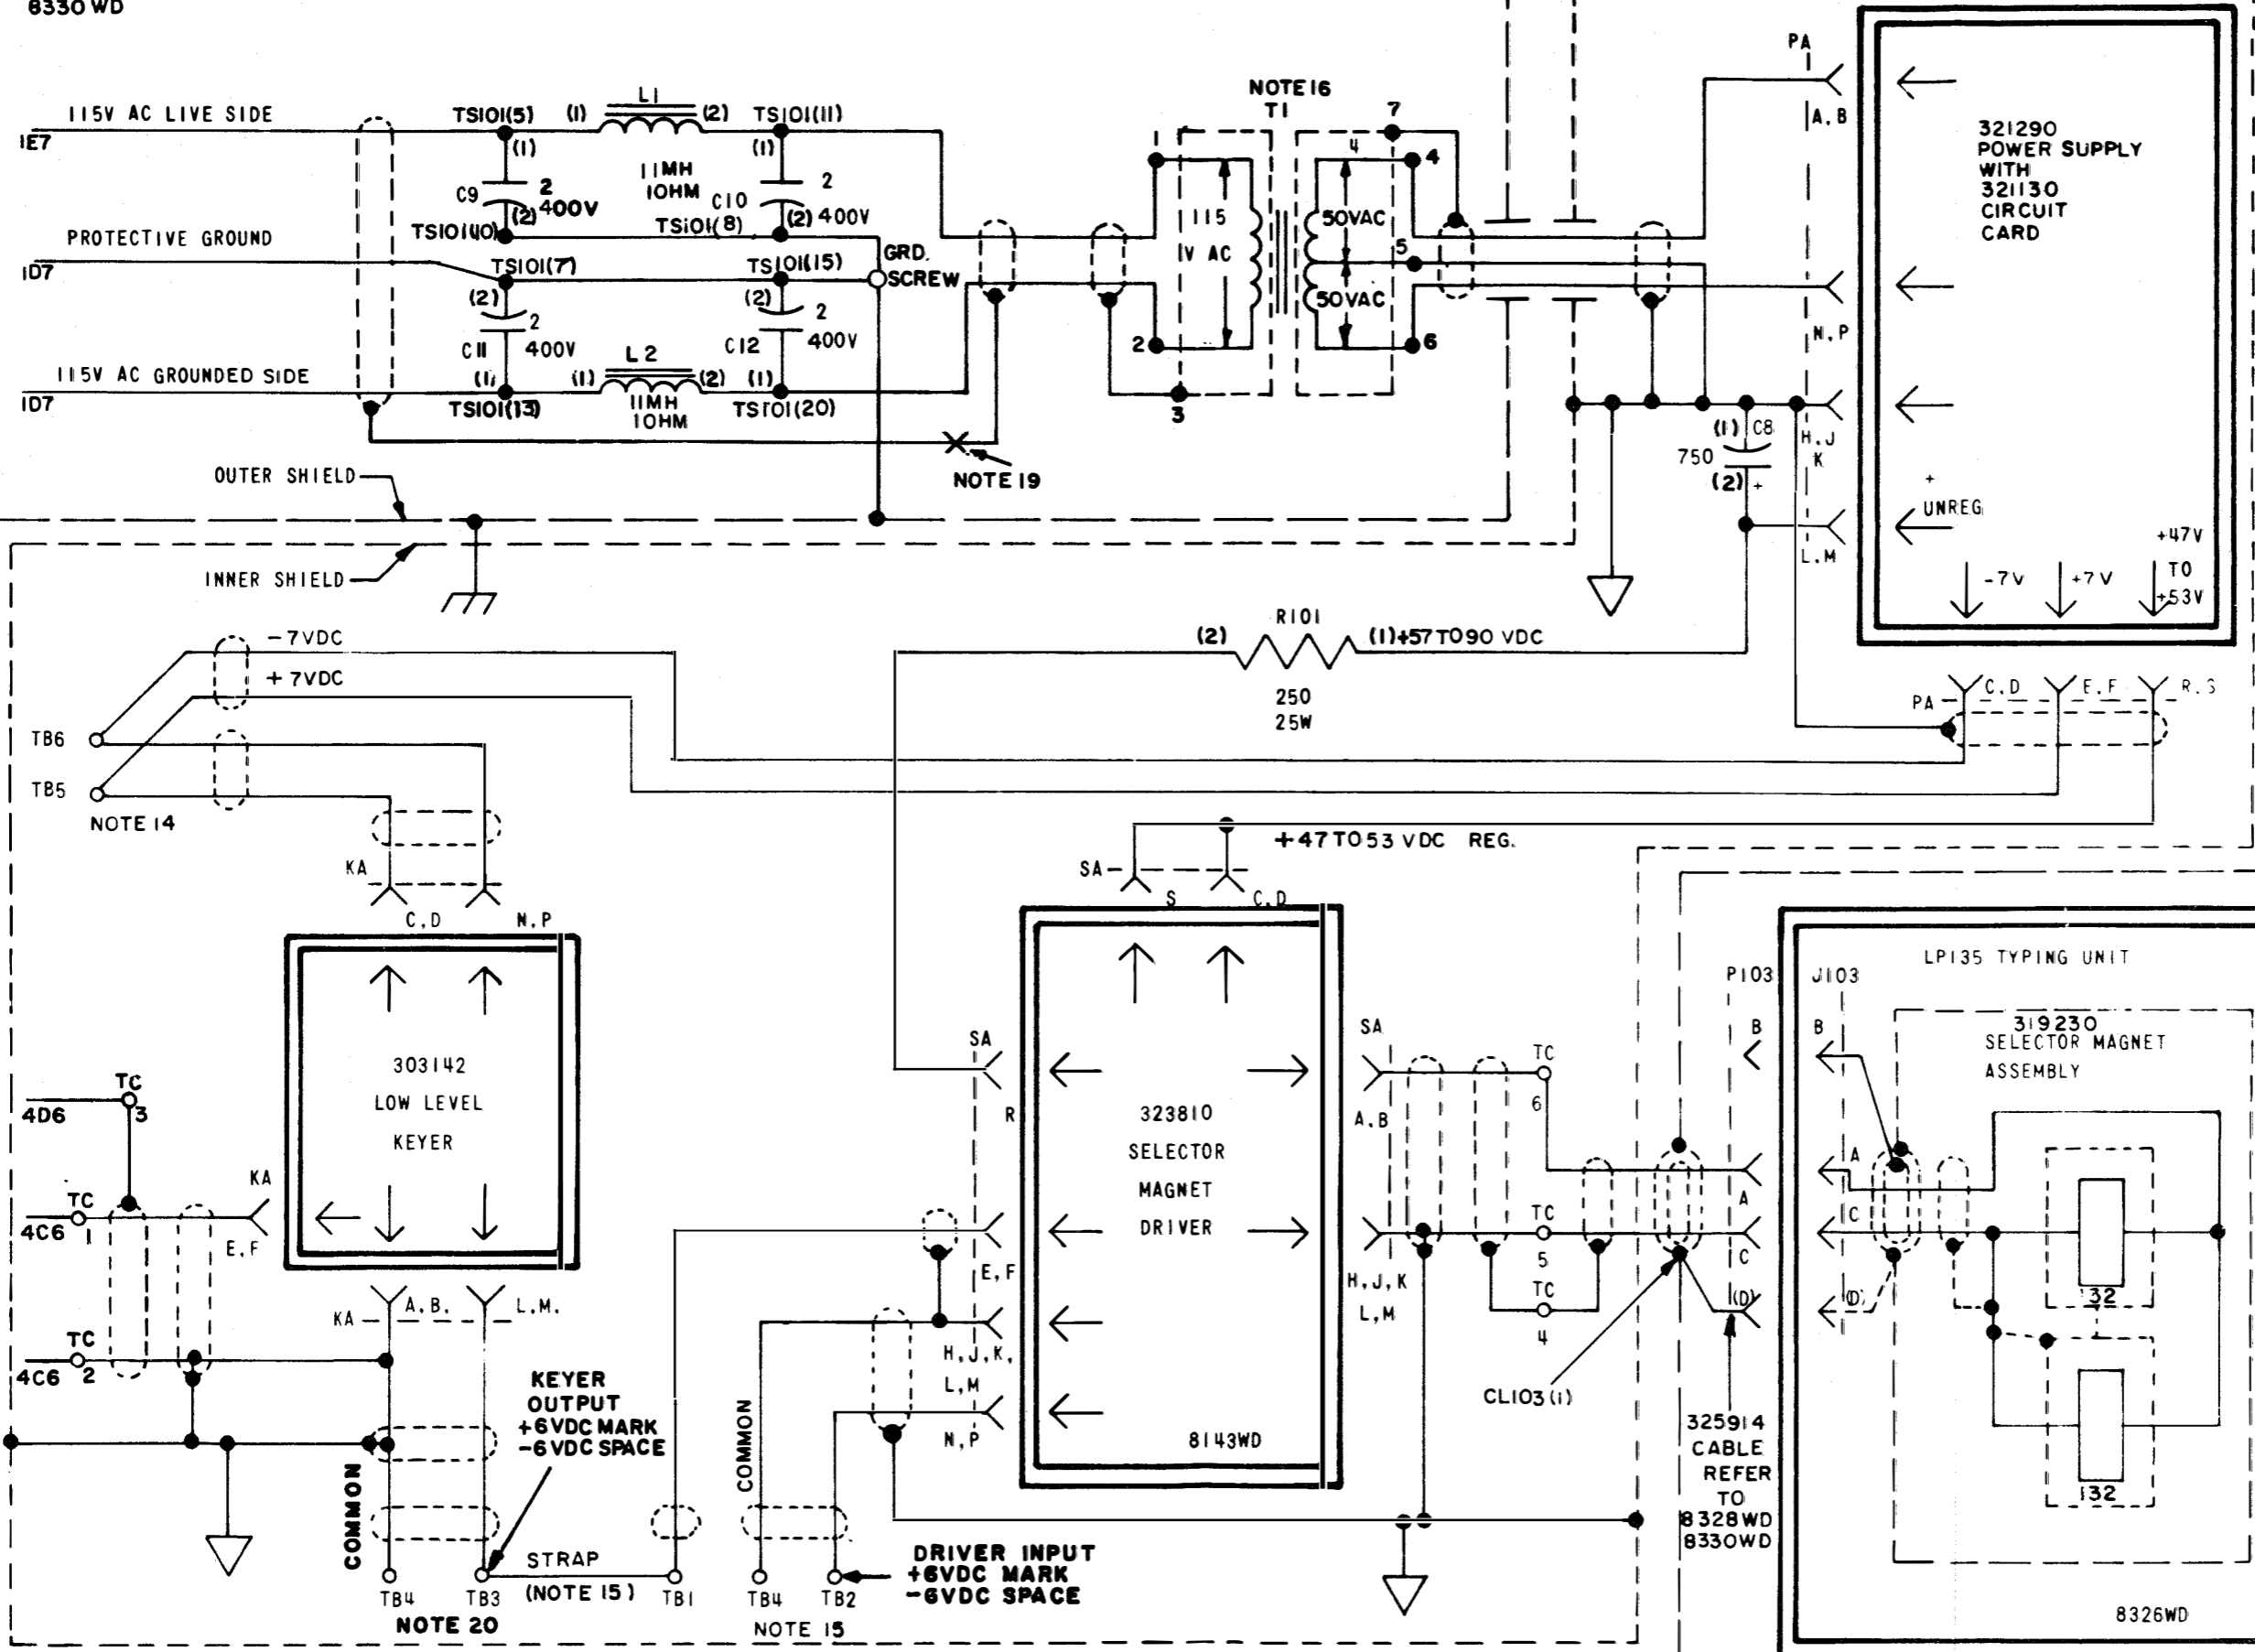 8330 WD
115V AC LIVE SIDE
1E7
TS101(5)
(1)
L1
(2)
TS101(11)
(1)
(1)
11MH
1OHM
C9
2
400V
(2)
C10
2
400V
(2)
TS101(8)
PROTECTIVE GROUND
1D7
TS101(7)
TS101(15)
GRD.
SCREW
(2)
(2)
2
400V
C11
2
400V
C12
L2
115V AC GROUNDED SIDE
1D7
(1)
(1)
(2)
(1)
TS101(13)
11MH
1OHM
TS101(20)
NOTE 19
OUTER SHIELD
INNER SHIELD
NOTE 16
T1
1
7
4
4
115
V AC
50VAC
5
50VAC
2
6
3
PA
A,B
N,P
(1)
C8
750
(2)
+
H,J
K
L,M
321290
POWER SUPPLY
WITH
321130
CIRCUIT
CARD
+
UNREG
+47V
TO
+53V
-7V
+7V
PA
C,D
E,F
R,S
-7VDC
+7VDC
TB6
TB5
NOTE 14
R101
(2)
(1)+57TO90 VDC
250
25W
+47TO53 VDC REG.
KA
C,D
N,P
303142
LOW LEVEL
KEYER
4D6
TC
3
4C6
TC
1
KA
E,F
4C6
TC
2
KA
A,B.
L,M.
KEYER
OUTPUT
+6VDC MARK
-6VDC SPACE
COMMON
TB4
TB3
STRAP
(NOTE 15)
TB1
NOTE 20
COMMON
TB4
TB2
NOTE 15
DRIVER INPUT
+6VDC MARK
-6VDC SPACE
SA
S
C,D
SA
R
E,F
H,J,K,
L,M
N,P
323810
SELECTOR
MAGNET
DRIVER
8143WD
SA
A,B
H,J,K
L,M
TC
6
TC
5
TC
4
CL103(1)
P103
J103
B
B
A
A
C
C
(D)
(D)
325914
CABLE
REFER
TO
8328WD
8330WD
LP135 TYPING UNIT
319230
SELECTOR MAGNET
ASSEMBLY
132
132
8326WD